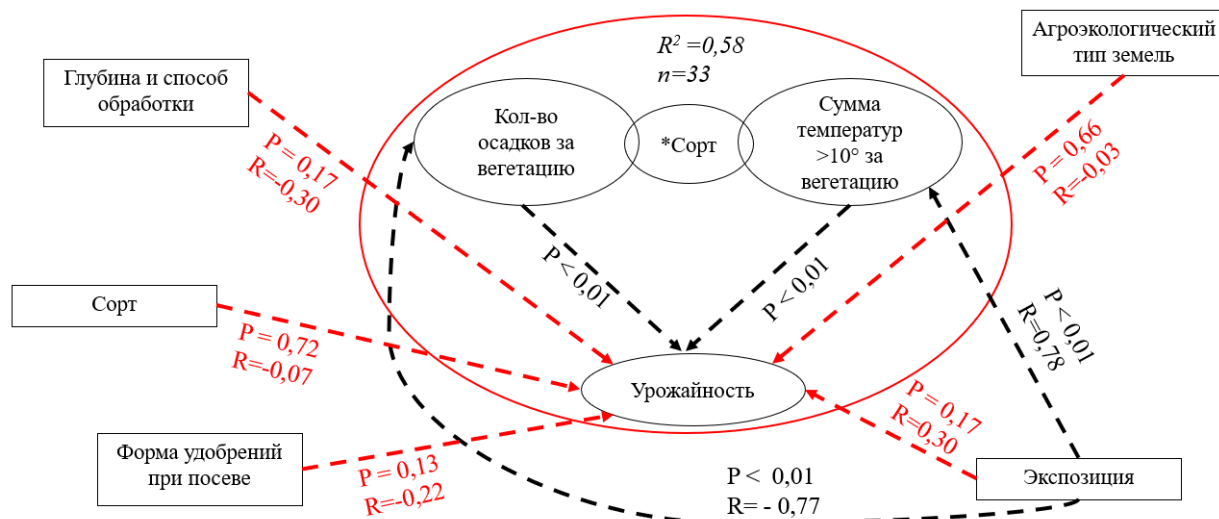 R² =0,58
n=33
Агроэкологический
тип земель
Глубина и способ
обработки
Кол-во
осадков за
вегетацию
*Сорт
Сумма
температур
>10° за
вегетацию
P = 0,17
R=-0,30
P = 0,66
R=-0,03
P < 0,01
P < 0,01
P < 0,01
R=0,78
Сорт
P = 0,72
R=-0,07
Урожайность
P = 0,17
R=0,30
Форма удобрений
при посеве
P = 0,13
R=-0,22
P < 0,01
R= - 0,77
Экспозиция